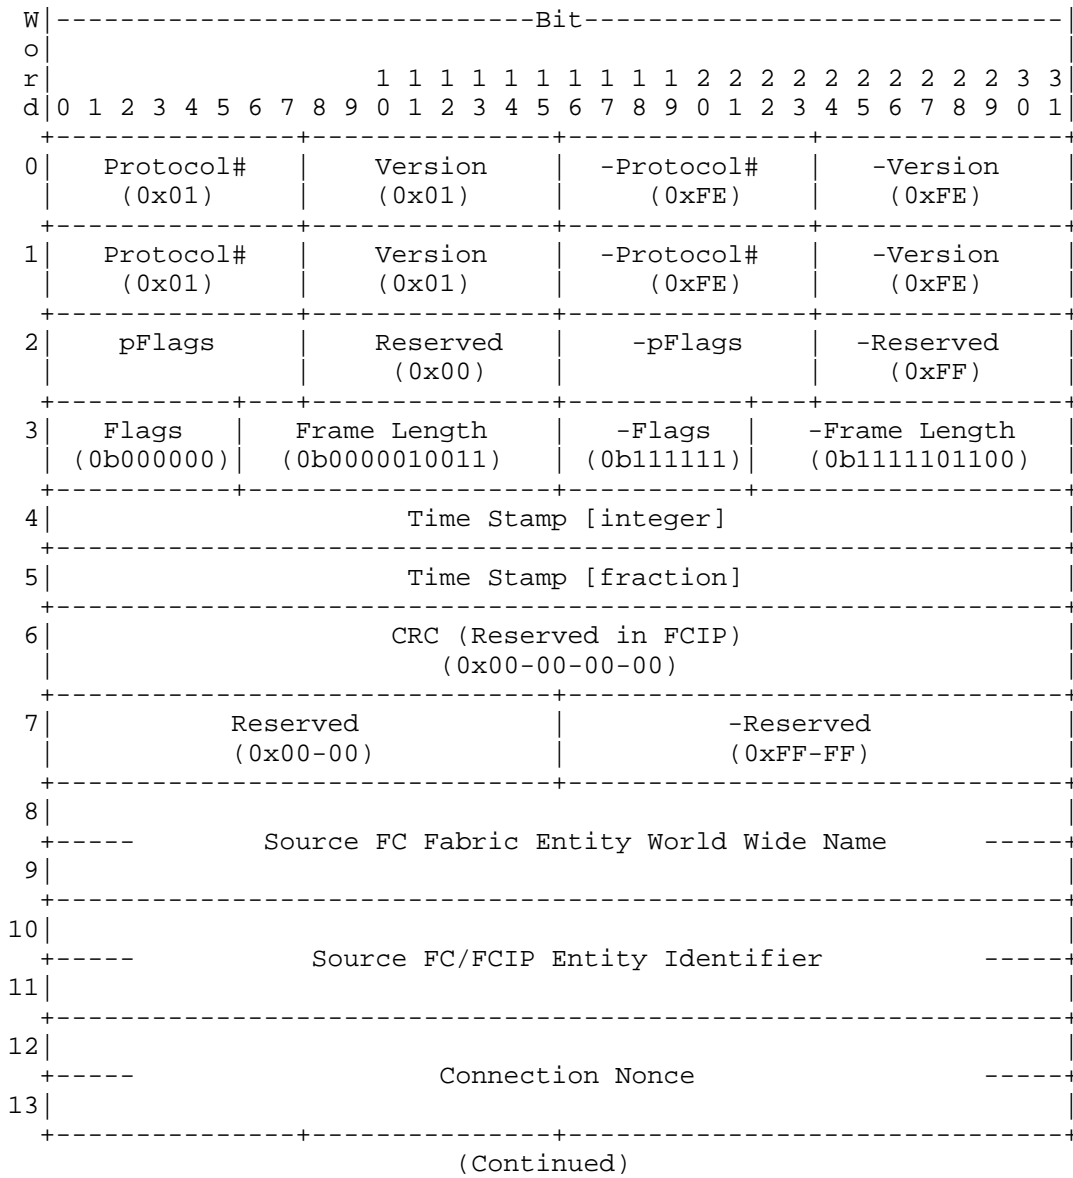 W|------------------------------Bit------------------------------|
o|                                                               |
r|                    1 1 1 1 1 1 1 1 1 1 2 2 2 2 2 2 2 2 2 2 3 3|
d|0 1 2 3 4 5 6 7 8 9 0 1 2 3 4 5 6 7 8 9 0 1 2 3 4 5 6 7 8 9 0 1|
 +---------------+---------------+---------------+---------------+
0|   Protocol#   |    Version    |  -Protocol#   |   -Version    |
 |    (0x01)     |    (0x01)     |     (0xFE)    |    (0xFE)     |
 +---------------+---------------+---------------+---------------+
1|   Protocol#   |    Version    |  -Protocol#   |   -Version    |
 |    (0x01)     |    (0x01)     |     (0xFE)    |    (0xFE)     |
 +---------------+---------------+---------------+---------------+
2|    pFlags     |    Reserved   |    -pFlags    |  -Reserved    |
 |               |     (0x00)    |               |    (0xFF)     |
 +-----------+---+---------------+-----------+---+---------------+
3|   Flags   |   Frame Length    |   -Flags  |   -Frame Length   |
 | (0b000000)|  (0b0000010011)   | (0b111111)|   (0b1111101100)  |
 +-----------+-------------------+-----------+-------------------+
4|                      Time Stamp [integer]                     |
 +---------------------------------------------------------------+
5|                      Time Stamp [fraction]                    |
 +---------------------------------------------------------------+
6|                     CRC (Reserved in FCIP)                    |
 |                        (0x00-00-00-00)                        |
 +-------------------------------+-------------------------------+
7|           Reserved            |          -Reserved            |
 |           (0x00-00)           |          (0xFF-FF)            |
 +-------------------------------+-------------------------------+
8|                                                               |
 +-----        Source FC Fabric Entity World Wide Name      -----+
9|                                                               |
 +---------------------------------------------------------------+
10|                                                               |
 +-----           Source FC/FCIP Entity Identifier          -----+
11|                                                               |
 +---------------------------------------------------------------+
12|                                                               |
 +-----                   Connection Nonce                  -----+
13|                                                               |
 +---------------+---------------+-------------------------------+
(Continued)